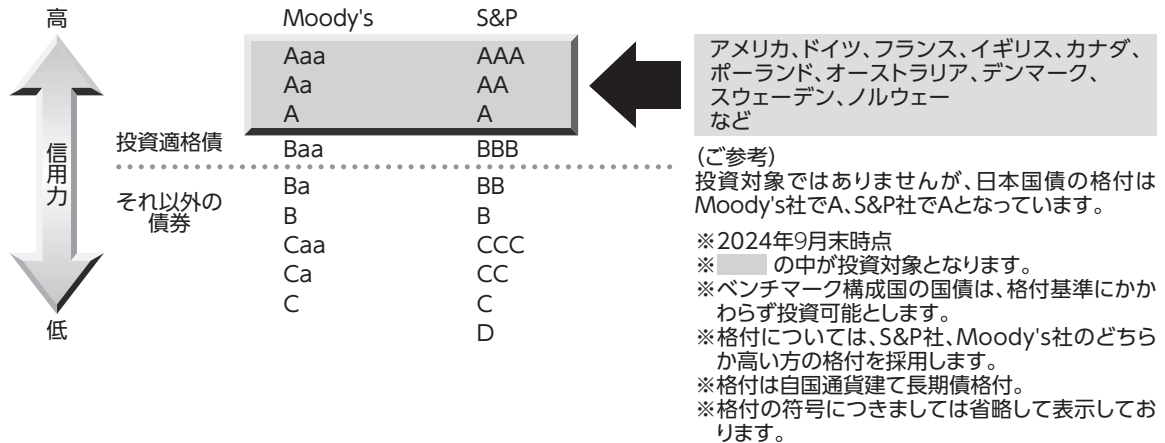 高
Moody's S&P
Aaa AAA
Aa AA
A A
投資適格債
Baa BBB
信用力
それ以外の
債券
Ba BB
B B
Caa CCC
Ca CC
C C
D
低
アメリカ、ドイツ、フランス、イギリス、カナダ、
ポーランド、オーストラリア、デンマーク、
スウェーデン、ノルウェー
など
(ご参考)
投資対象ではありませんが、日本国債の格付は
Moody's社でA、S&P社でAとなっています。
※2024年9月末時点
※ の中が投資対象となります。
※ベンチマーク構成国の国債は、格付基準にかか
わらず投資可能とします。
※格付については、S&P社、Moody's社のどちら
か高い方の格付を採用します。
※格付は自国通貨建て長期債格付。
※格付の符号につきましては省略して表示してお
ります。